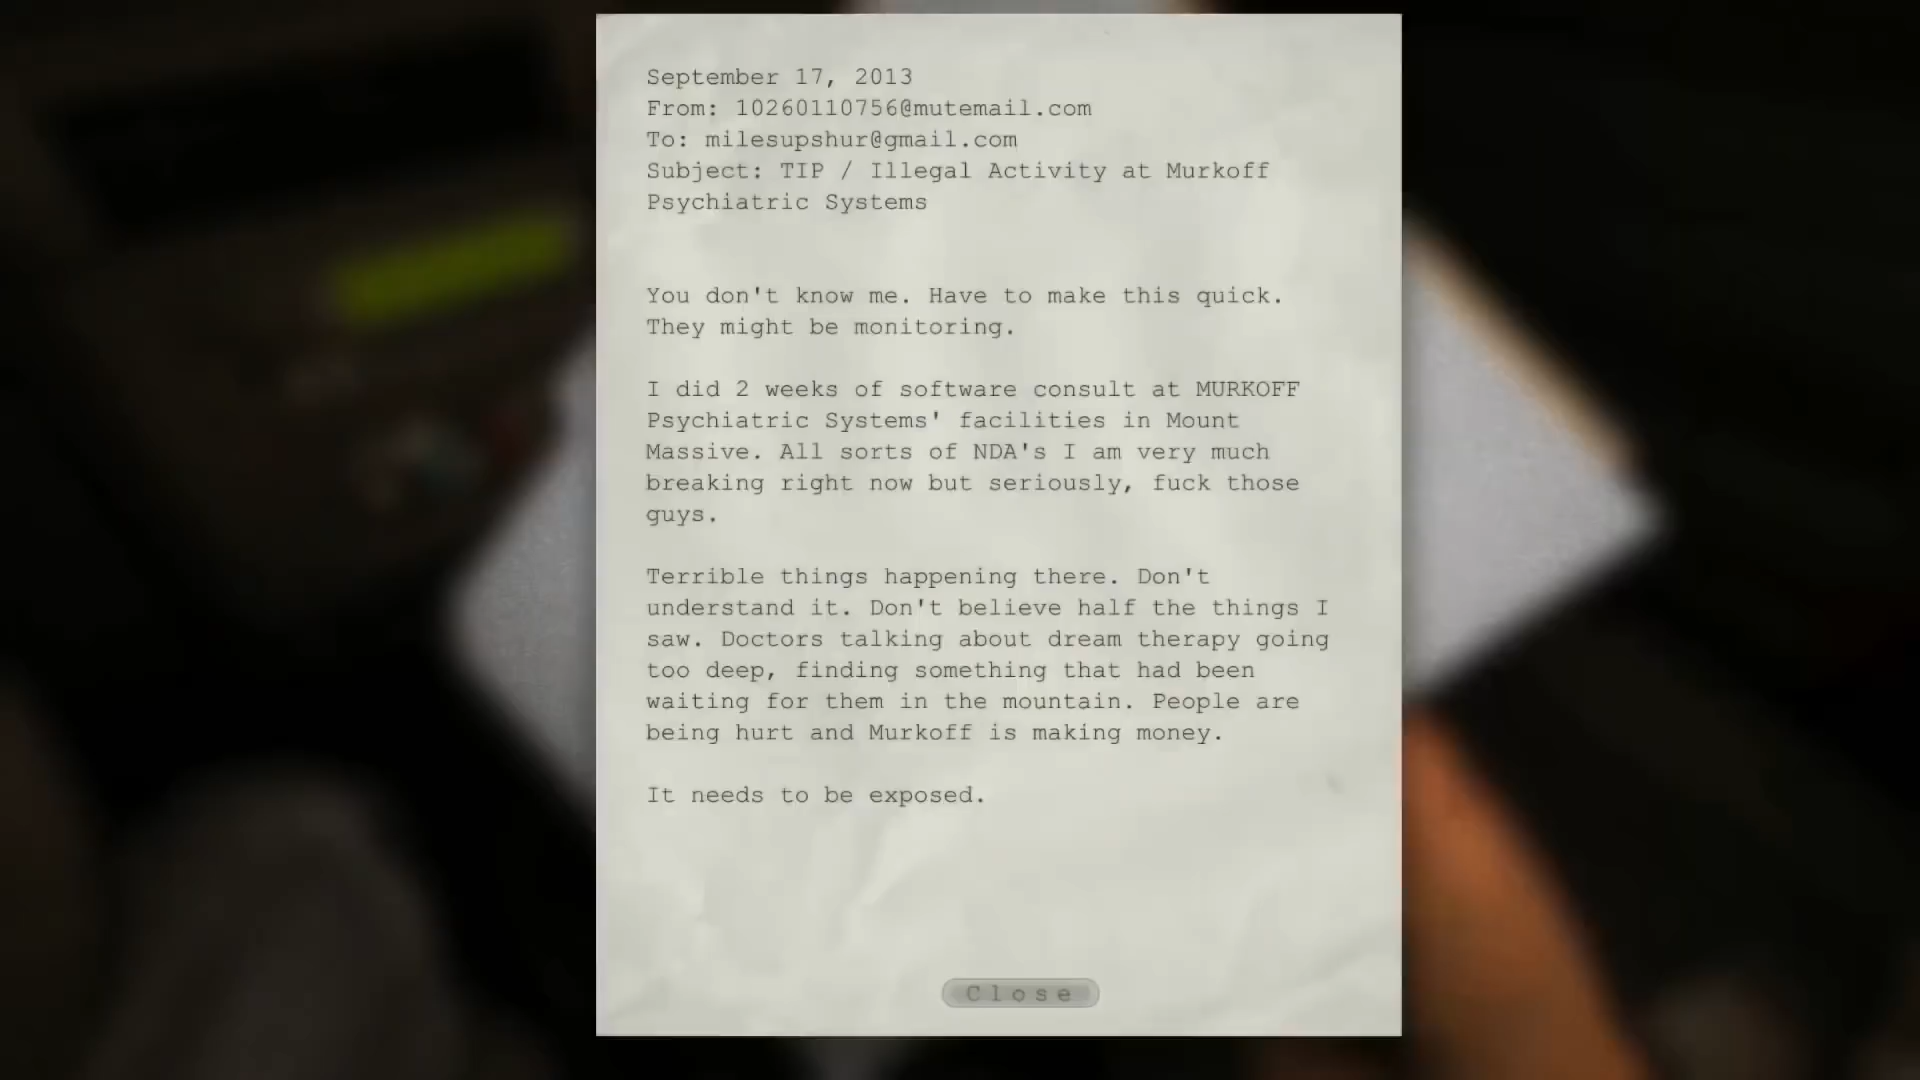 September 17, 2013
From: 10260110756@mutemail.com
To: milesupshur@gmail.com
Subject: TIP / Illegal Activity at Murkoff
Psychiatric Systems
You don't know me. Have to make this quick.
They might be monitoring.
I did 2 weeks of software consult at MURKOFF
Psychiatric Systems' facilities in Mount
Massive. All sorts of NDA's I am very much
breaking right now but seriously, fuck those
guys.
Terrible things happening there. Don't
understand it. Don't believe half the things I
saw. Doctors talking about dream therapy going
too deep, finding something that had been
waiting for them in the mountain. People are
being hurt and Murkoff is making money.
It needs to be exposed.
Close